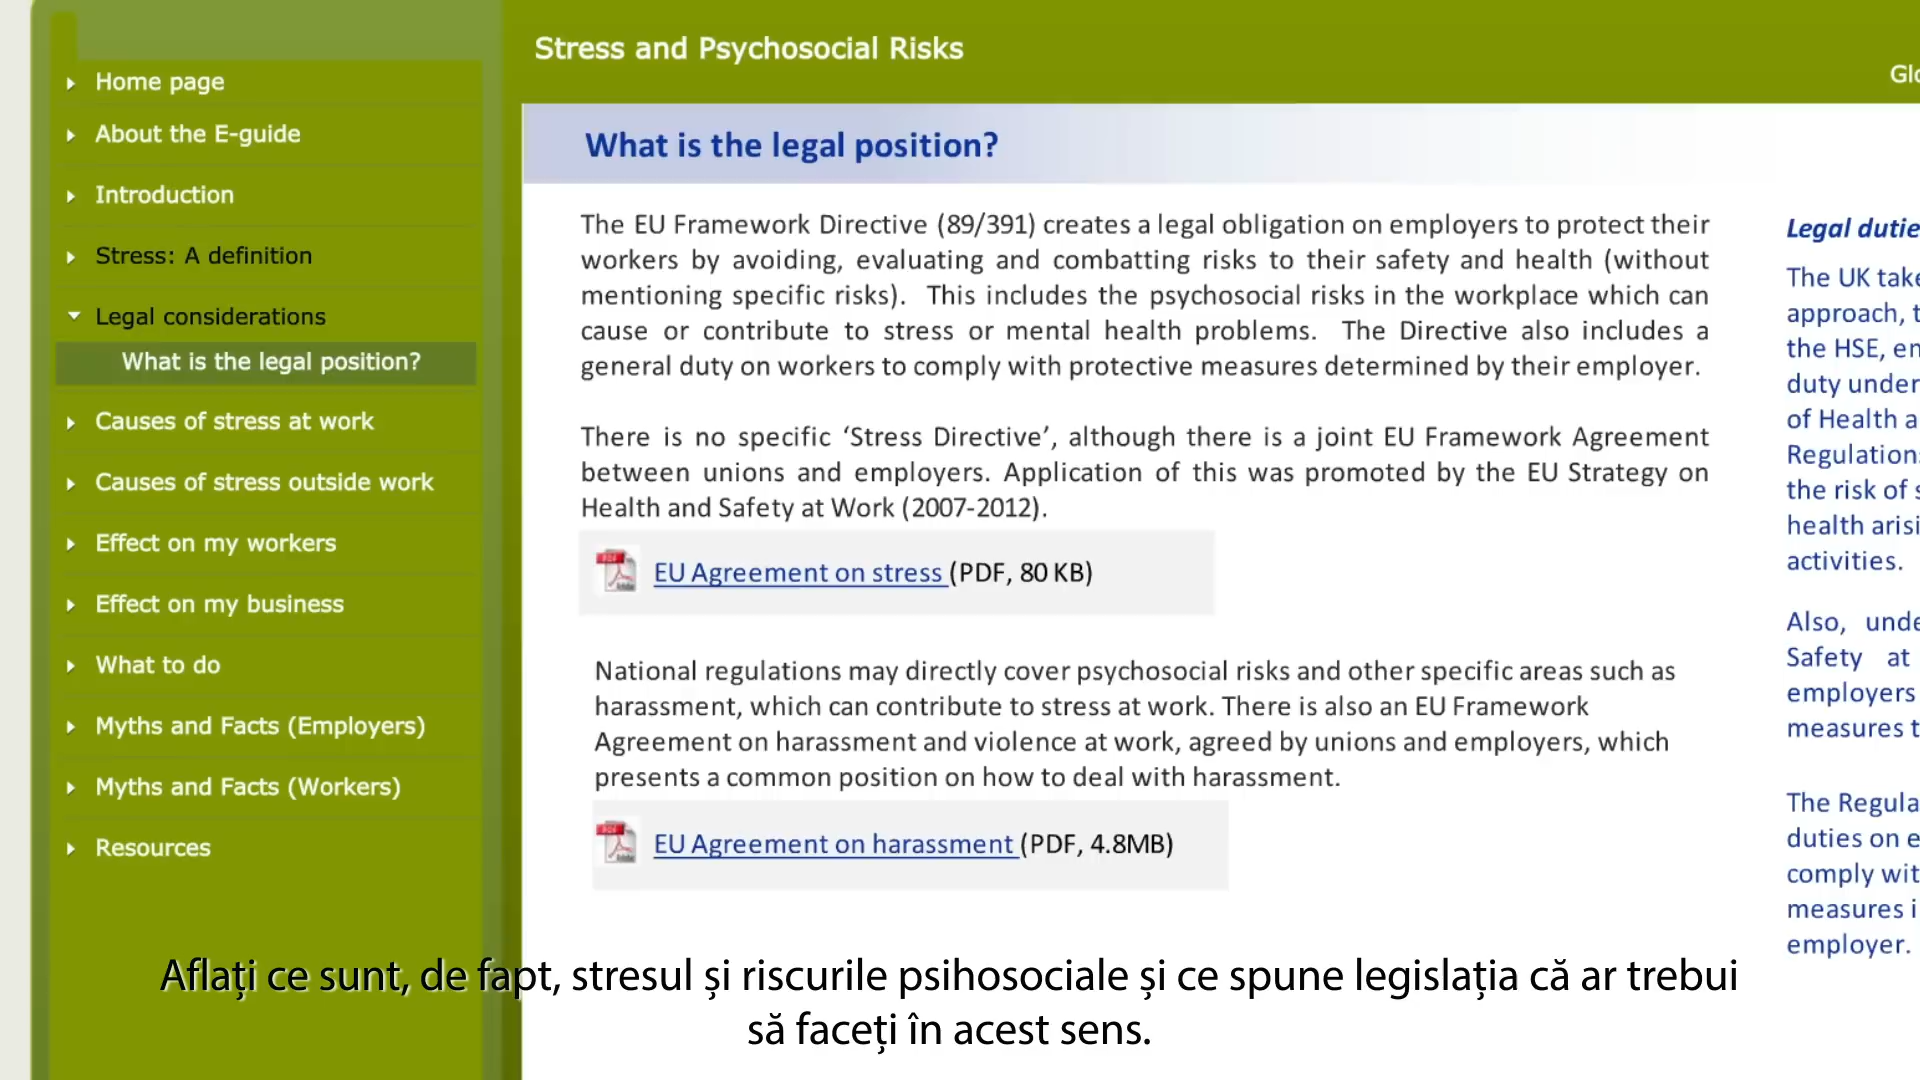 Stress and Psychosocial Risks
Home page
About the E-guide
Introduction
Stress: A definition
Legal considerations
What is the legal position?
Causes of stress at work
Causes of stress outside work
Effect on my workers
Effect on my business
What to do
Myths and Facts (Employers)
Myths and Facts (Workers)
Resources
What is the legal position?
The EU Framework Directive (89/391) creates a legal obligation on employers to protect their
workers by avoiding, evaluating and combatting risks to their safety and health (without
mentioning specific risks). This includes the psychosocial risks in the workplace which can
cause or contribute to stress or mental health problems. The Directive also includes a
general duty on workers to comply with protective measures determined by their employer.
There is no specific ‘Stress Directive’, although there is a joint EU Framework Agreement
between unions and employers. Application of this was promoted by the EU Strategy on
Health and Safety at Work (2007-2012).
PDF
Adobe
EU Agreement on stress (PDF, 80 KB)
National regulations may directly cover psychosocial risks and other specific areas such as
harassment, which can contribute to stress at work. There is also an EU Framework
Agreement on harassment and violence at work, agreed by unions and employers, which
presents a common position on how to deal with harassment.
PDF
Adobe
EU Agreement on harassment (PDF, 4.8MB)
The UK
approach,
the HSE,
duty under
of Health
the risk of
health
activities.
Also,
Safety at
employers
measures
The
duties on
comply
measures
employer.
Aflați ce sunt, de fapt, stresul și riscurile psihosociale și ce spune legislația că ar trebui
să faceți în acest sens.